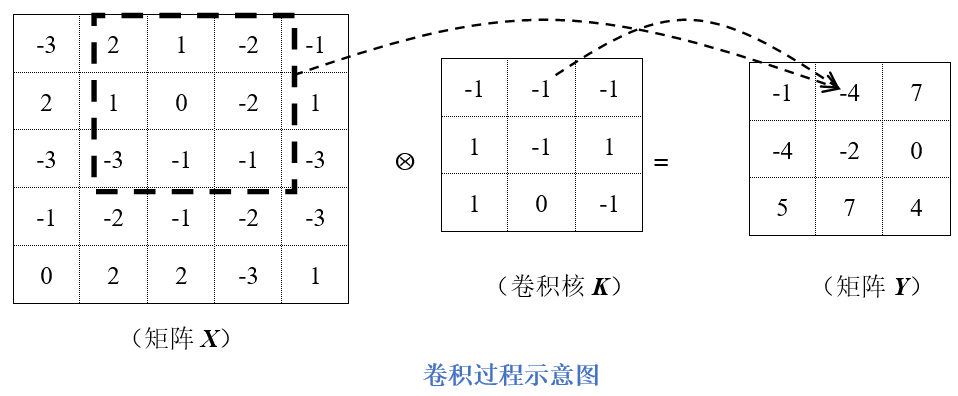 -3 2 1 -2 -1
2 1 0 -2 1
-3 -3 -1 -1 -3
-1 -2 -1 -2 -3
0 2 2 -3 1
（矩阵 X）
⊗
-1 -1 -1
1 -1 1
1 0 -1
（卷积核 K）
=
-1 -4 7
-4 -2 0
5 7 4
（矩阵 Y）
卷积过程示意图